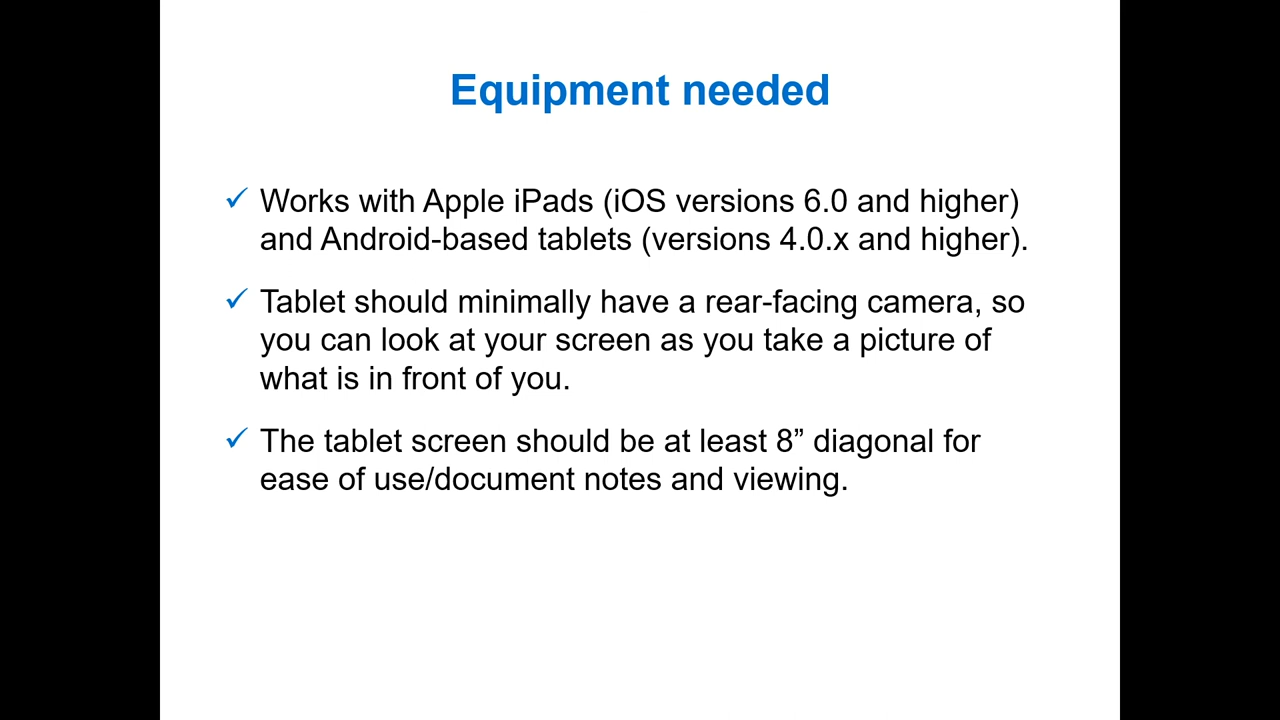 Equipment needed
Works with Apple iPads (iOS versions 6.0 and higher)
and Android-based tablets (versions 4.0.x and higher).
Tablet should minimally have a rear-facing camera, so
you can look at your screen as you take a picture of
what is in front of you.
The tablet screen should be at least 8” diagonal for
ease of use/document notes and viewing.